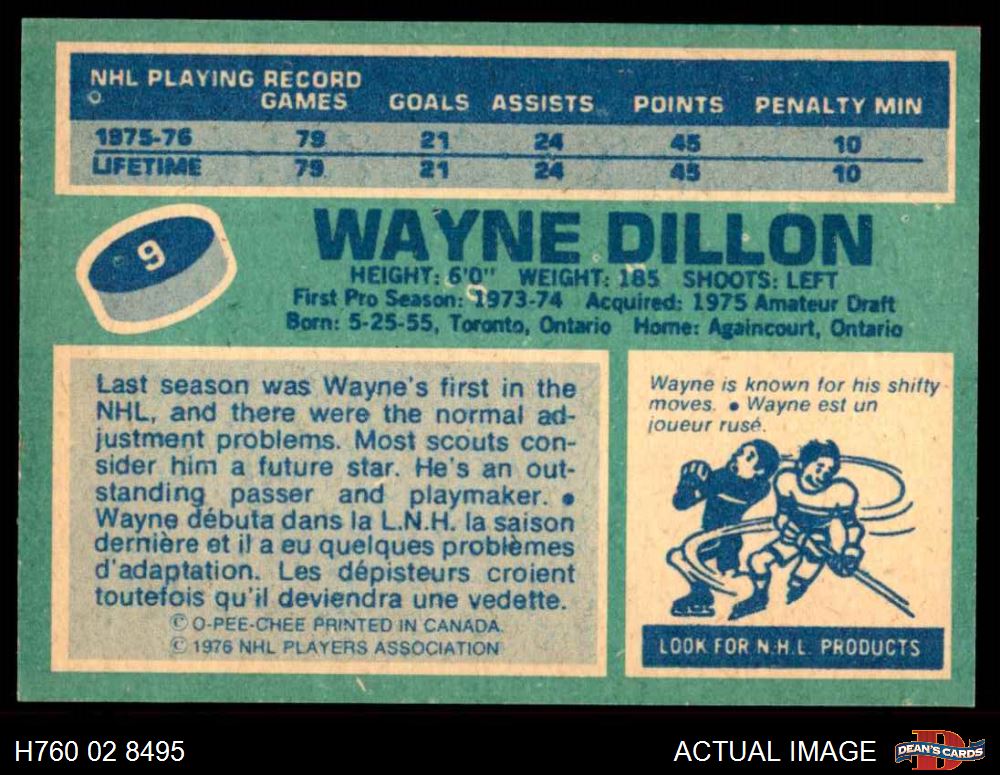 NHL PLAYING RECORD
GAMES GOALS ASSISTS POINTS PENALTY MIN
1975-76 79 21 24 45 10
LIFETIME 79 21 24 45 10
9
WAYNE DILLON
HEIGHT: 6'0" WEIGHT: 185 SHOOTS: LEFT
First Pro Season: 1973-74 Acquired: 1975 Amateur Draft
Born: 5-25-55, Toronto, Ontario Home: Againcourt, Ontario
Last season was Wayne's first in the
NHL, and there were the normal ad-
justment problems. Most scouts con-
sider him a future star. He's an out-
standing passer and playmaker. •
Wayne débuta dans la L.N.H. la saison
dernière et il a eu quelques problèmes
d'adaptation. Les dépisteurs croient
toutefois qu'il deviendra une vedette.
© O-PEE-CHEE PRINTED IN CANADA.
© 1976 NHL PLAYERS ASSOCIATION
Wayne is known for his shifty
moves. • Wayne est un
joueur rusé.
LOOK FOR N.H.L. PRODUCTS
H760 02 8495
ACTUAL IMAGE
D
DEAN'S CARDS